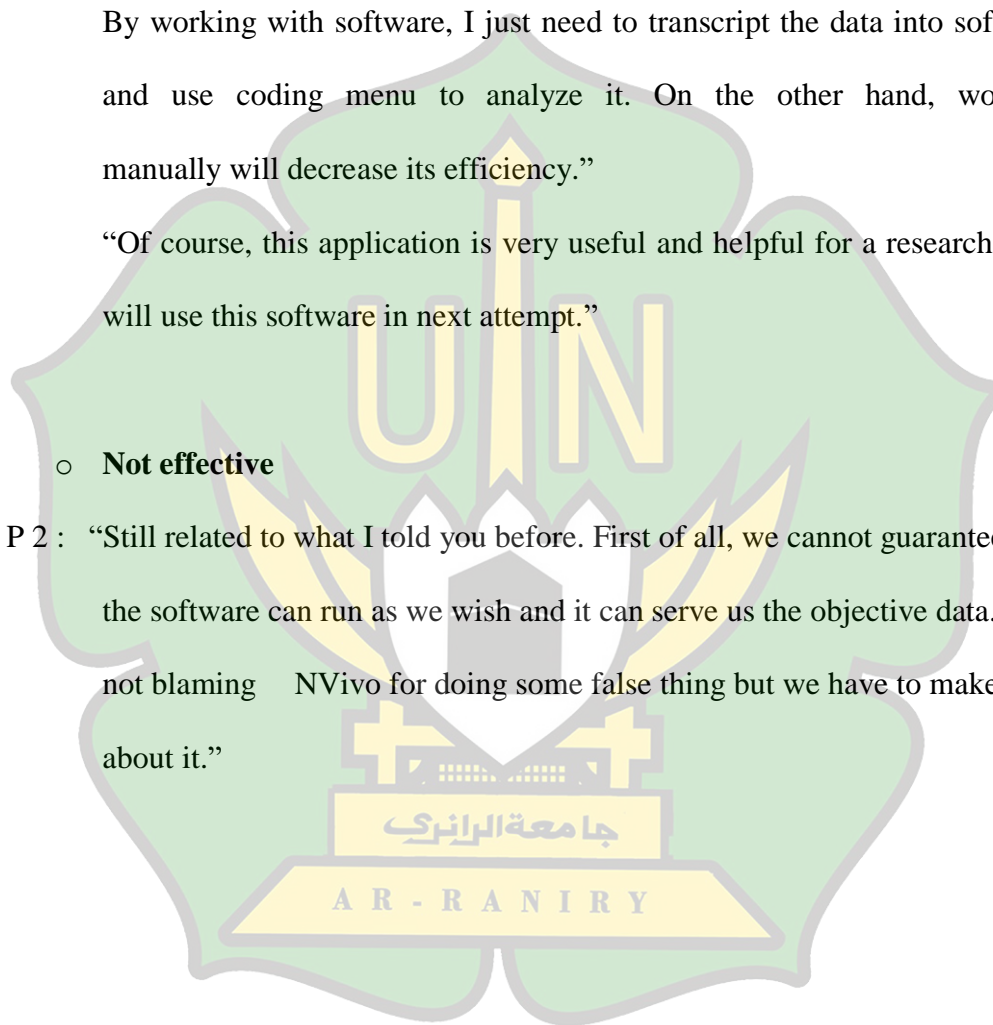 By working with software, I just need to transcript the data into sof
and use coding menu to analyze it. On the other hand, wo
manually will decrease its efficiency.”
“Of course, this application is very useful and helpful for a research
will use this software in next attempt.”
o Not effective
P 2 : “Still related to what I told you before. First of all, we cannot guarantee
the software can run as we wish and it can serve us the objective data.
not blaming NVivo for doing some false thing but we have to make
about it.”
UIN
جامعة الرانري
AR-RANIRY